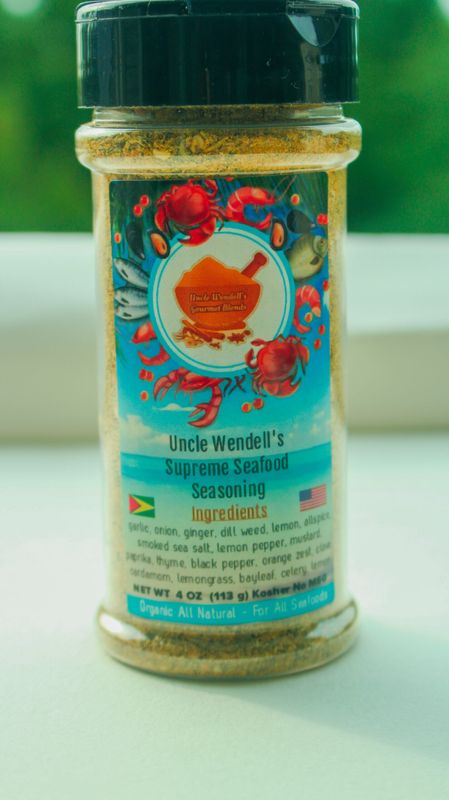 Uncle Wendell's
Gourmet Blends
Uncle Wendell's
Supreme Seafood
Seasoning
Ingredients
garlic, onion, ginger, dill weed, lemon, allspice,
smoked sea salt, lemon pepper, mustard,
paprika, thyme, black pepper, orange zest, clove
cardamom, lemongrass, bayleaf, celery, lemon
NET WT 4 OZ (113 g) Kosher No MSG
Organic All Natural - For All Seafoods